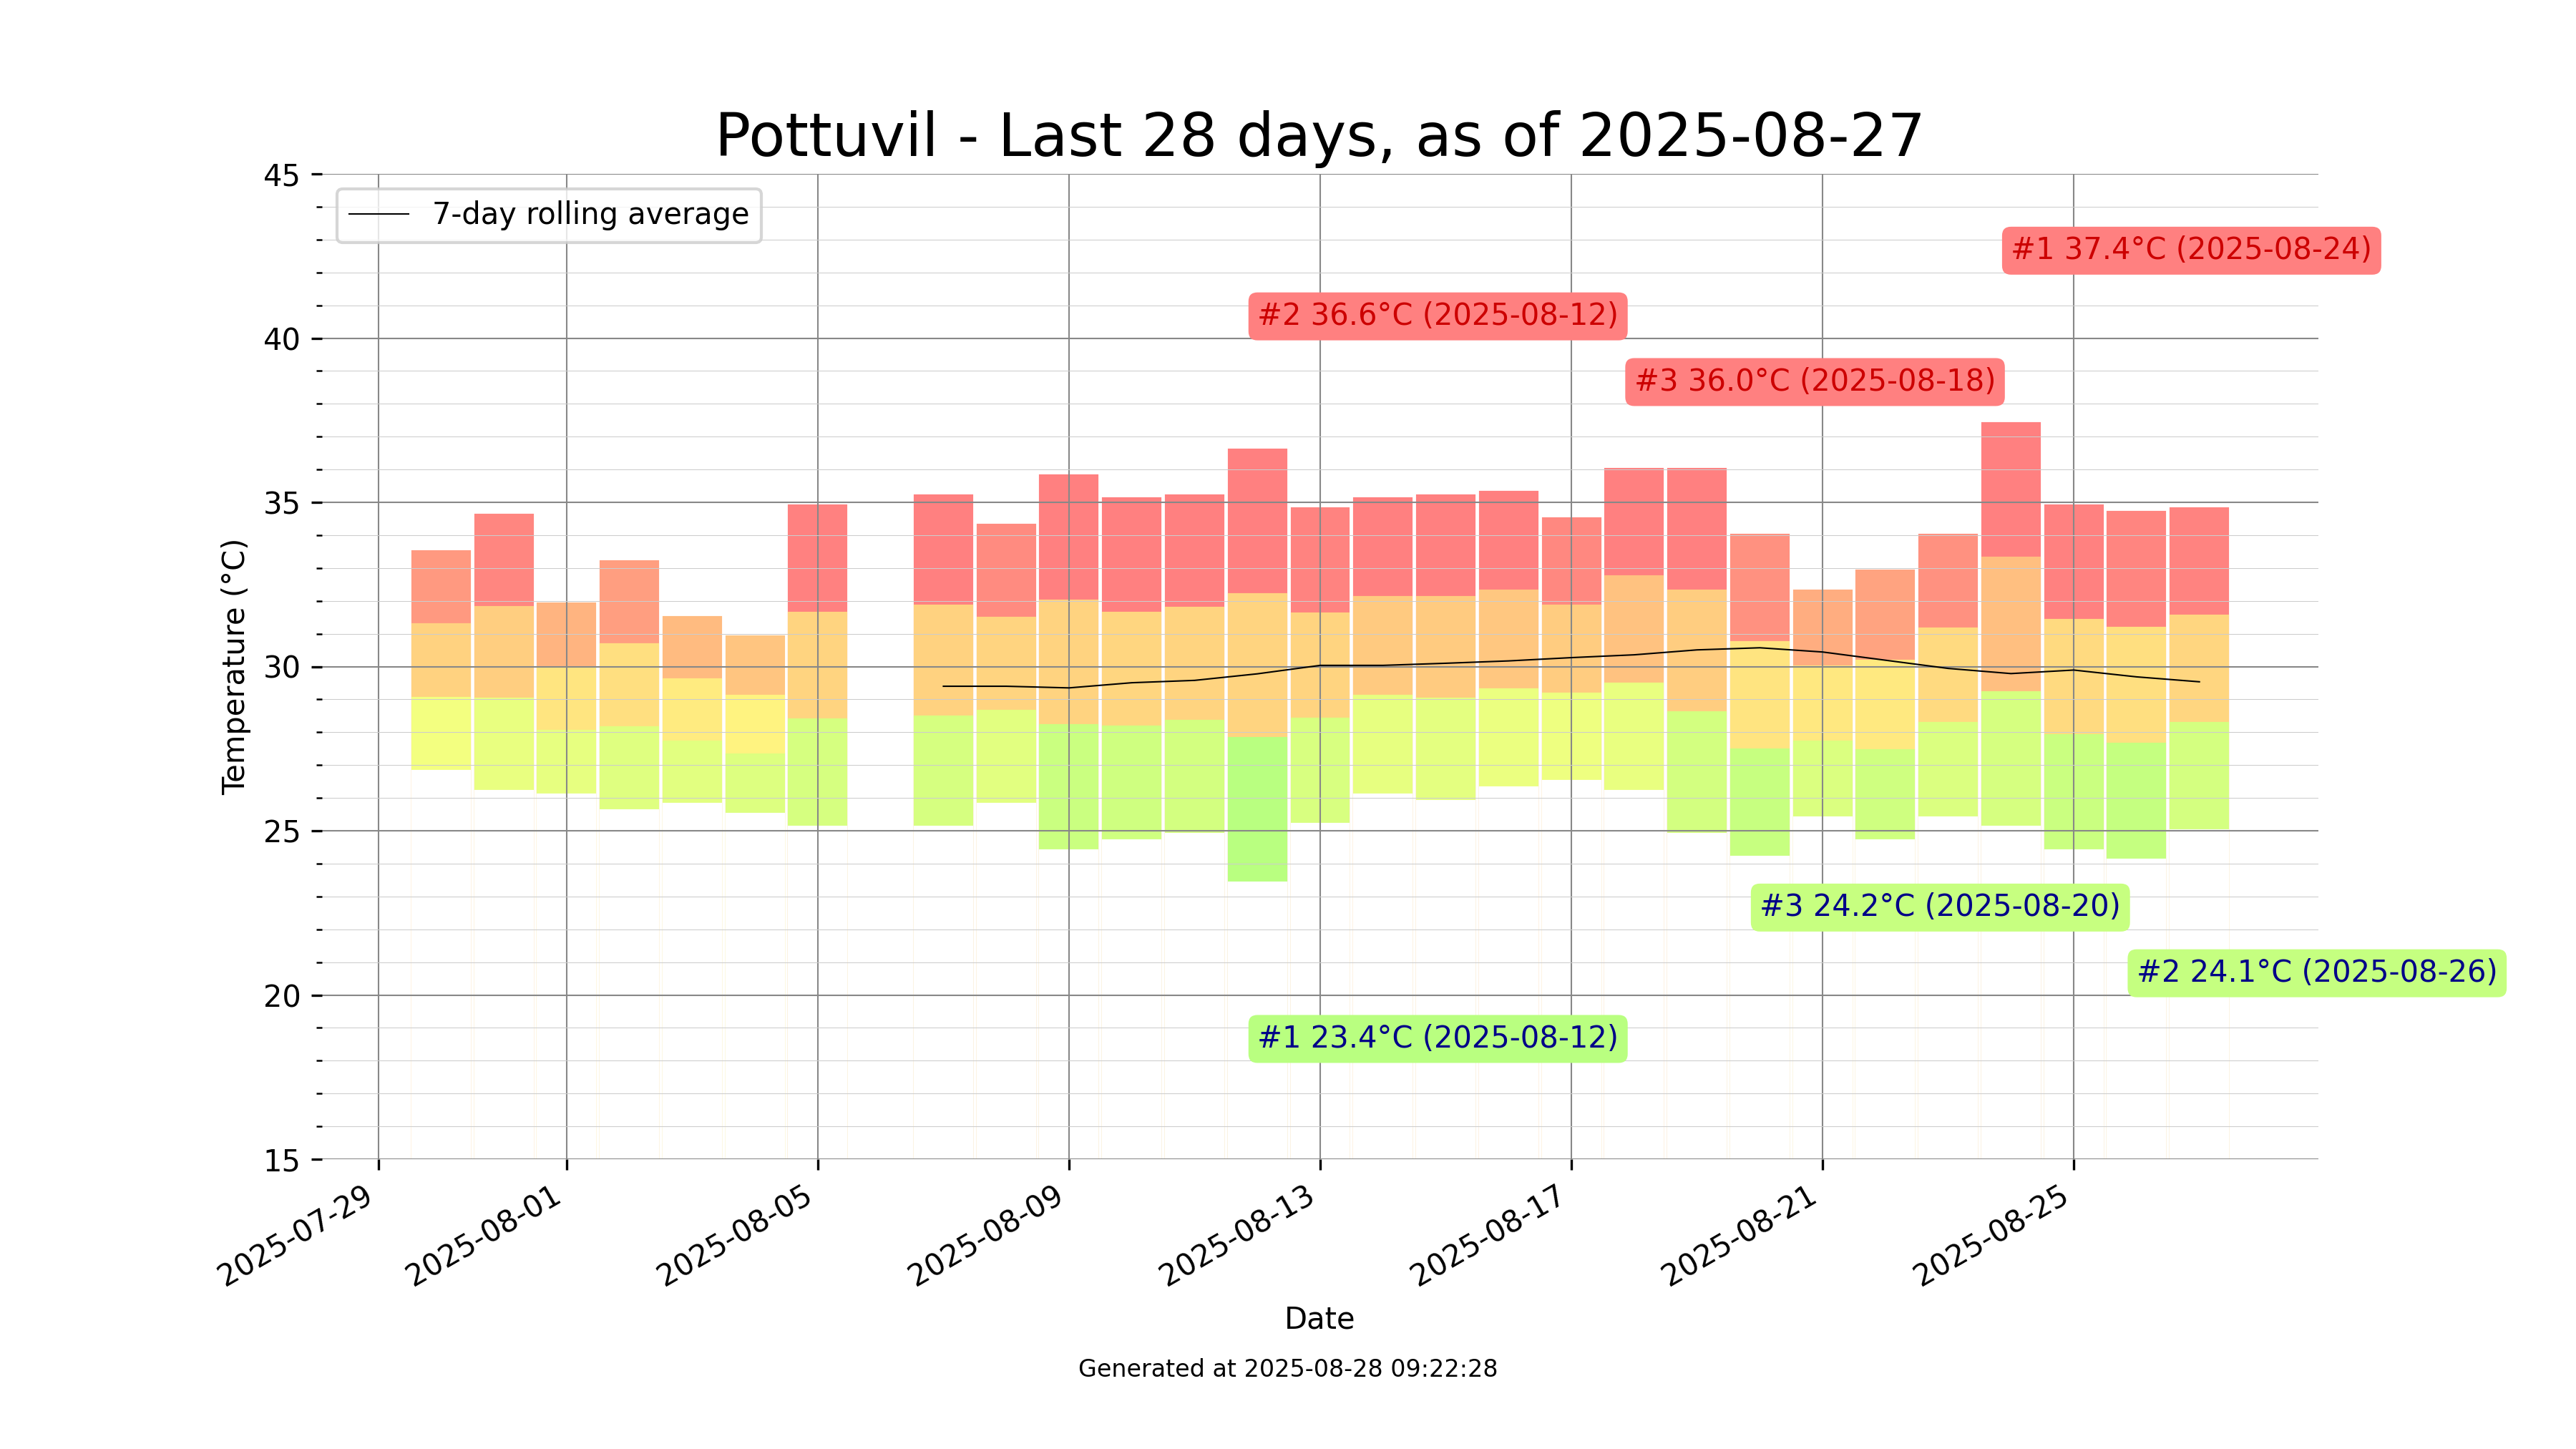 Pottuvil - Last 28 days, as of 2025-08-27
45
7-day rolling average
#1 37.4°C (2025-08-24)
#2 36.6°C (2025-08-12)
40
#3 36.0°C (2025-08-18)
35
Temperature (°C)
30
25
#3 24.2°C (2025-08-20)
#2 24.1°C (2025-08-26)
20
#1 23.4°C (2025-08-12)
15
2025-07-29
2025-08-01
2025-08-05
2025-08-09
2025-08-13
2025-08-17
2025-08-21
2025-08-25
Date
Generated at 2025-08-28 09:22:28